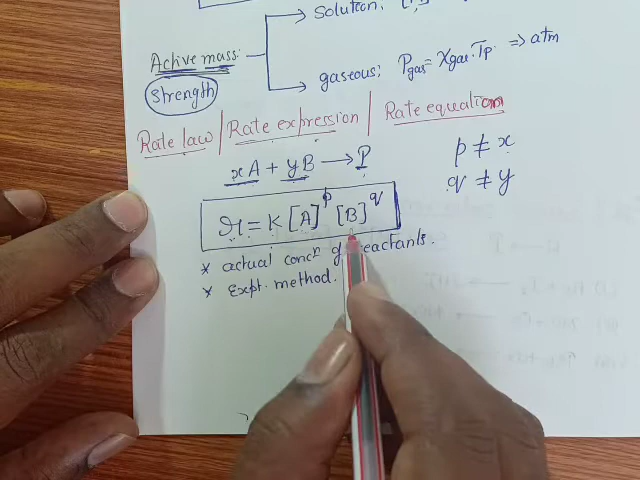 Solution:
Active mass
Strength
gaseous: Pgas = Xgas . Tp ⇒ atm
Rate law / Rate expression / Rate equation
xA + yB → P
p ≠ x
q ≠ y
r = K [A]^p [B]^q
* actual concn of reactants.
* Expt. method.